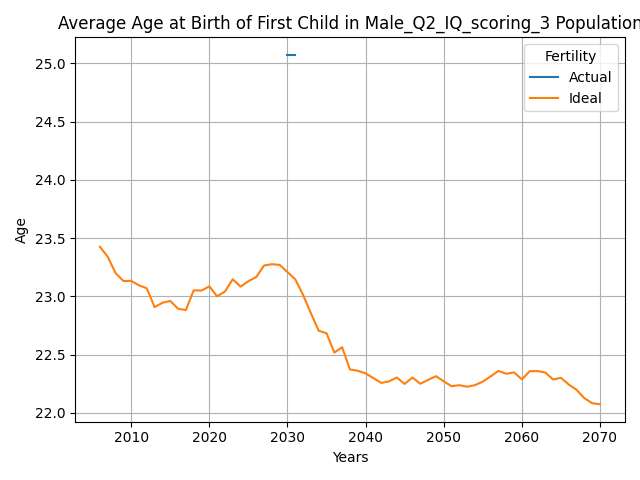 Average Age at Birth of First Child in Male_Q2_IQ_scoring_3 Population
Fertility
Actual
Ideal
25.0
24.5
24.0
23.5
23.0
22.5
22.0
Age
2010 2020 2030 2040 2050 2060 2070
Years